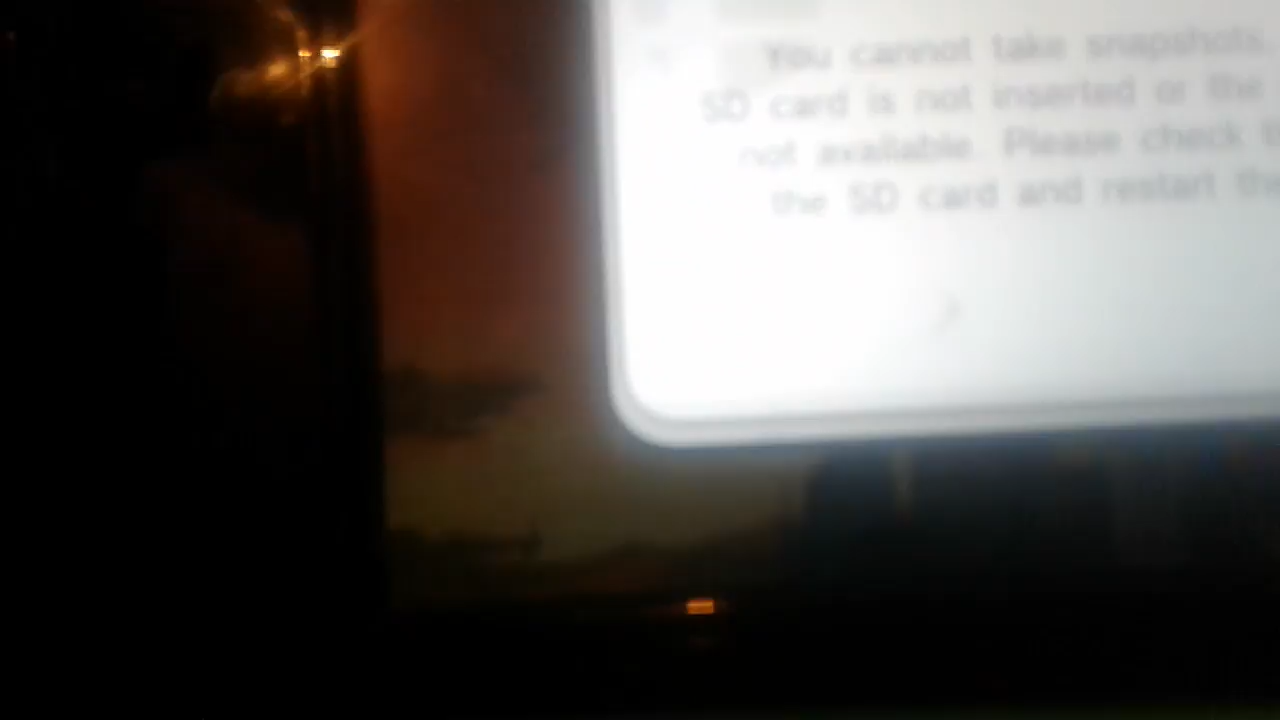 You cannot take snapshots.
SD card is not inserted or the
not available. Please check
the SD card and restart